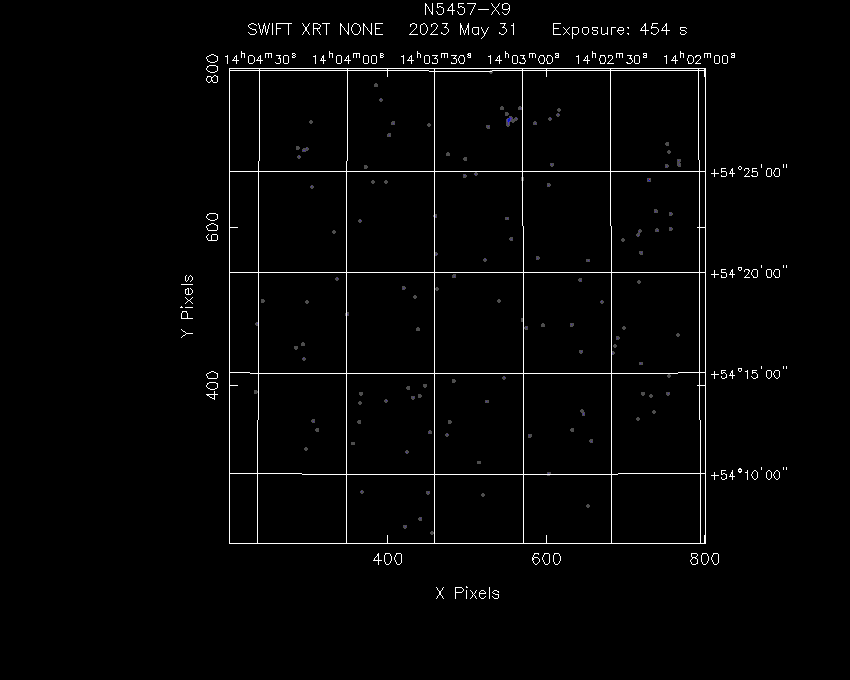 N5457-X9
SWIFT XRT NONE 2023 May 31 Exposure: 454 s
14h04m30s 14h04m00s 14h03m30s 14h03m00s 14h02m30s 14h02m00s
800
+54°25'00"
600
+54°20'00"
Y Pixels
+54°15'00"
400
+54°10'00"
400 600 800
X Pixels